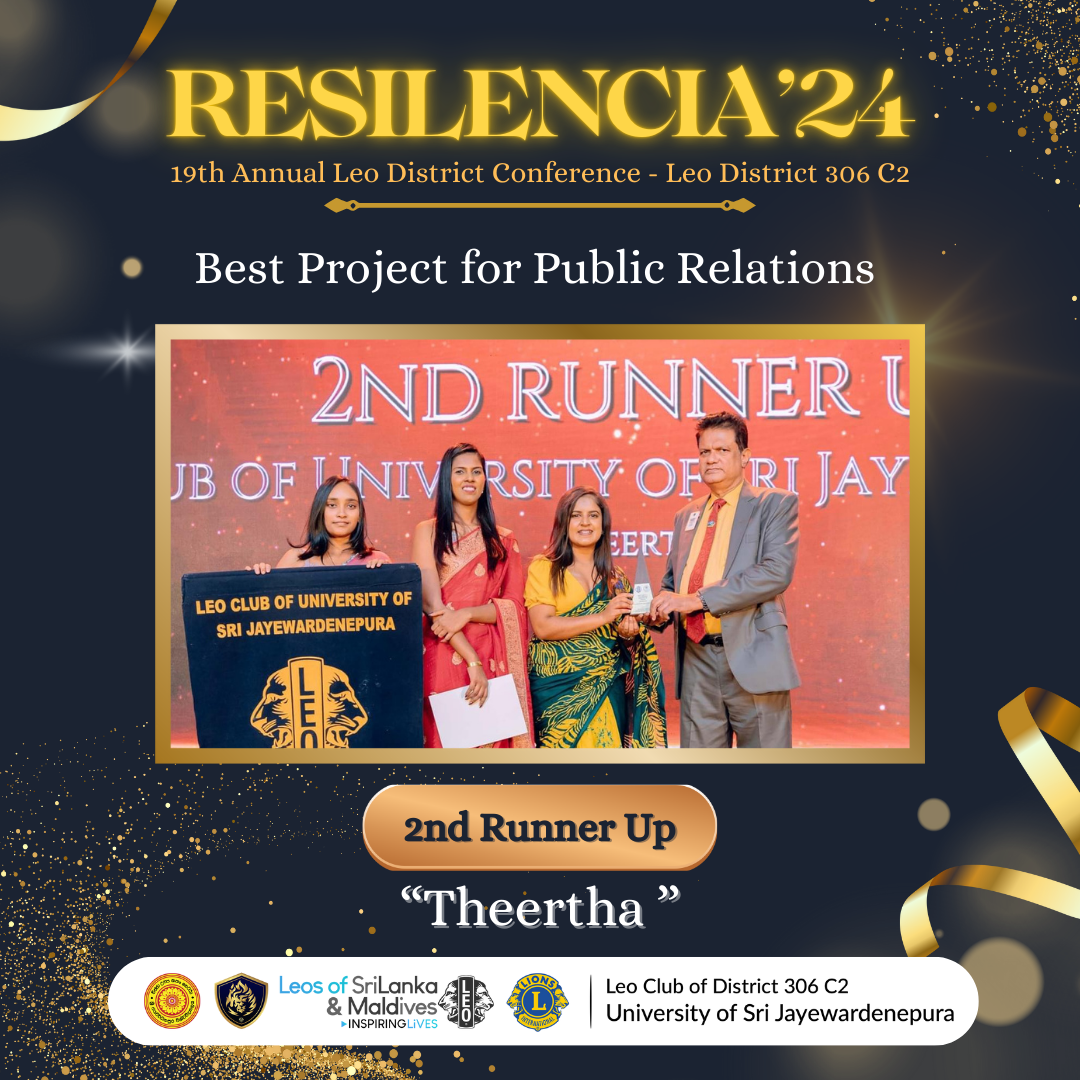 RESILENCIA’24
19th Annual Leo District Conference - Leo District 306 C2
Best Project for Public Relations
2ND RUNNER U
UB OF UNIVERSITY OF SRI JAY
EERT
LEO CLUB OF UNIVERSITY OF
SRI JAYEWARDENEPURA
LEO
2nd Runner Up
“Theertha ”
Leos of SriLanka
& Maldives
INSPIRING LIVES
LEO
LIONS
L
INTERNATIONAL
Leo Club of District 306 C2
University of Sri Jayewardenepura